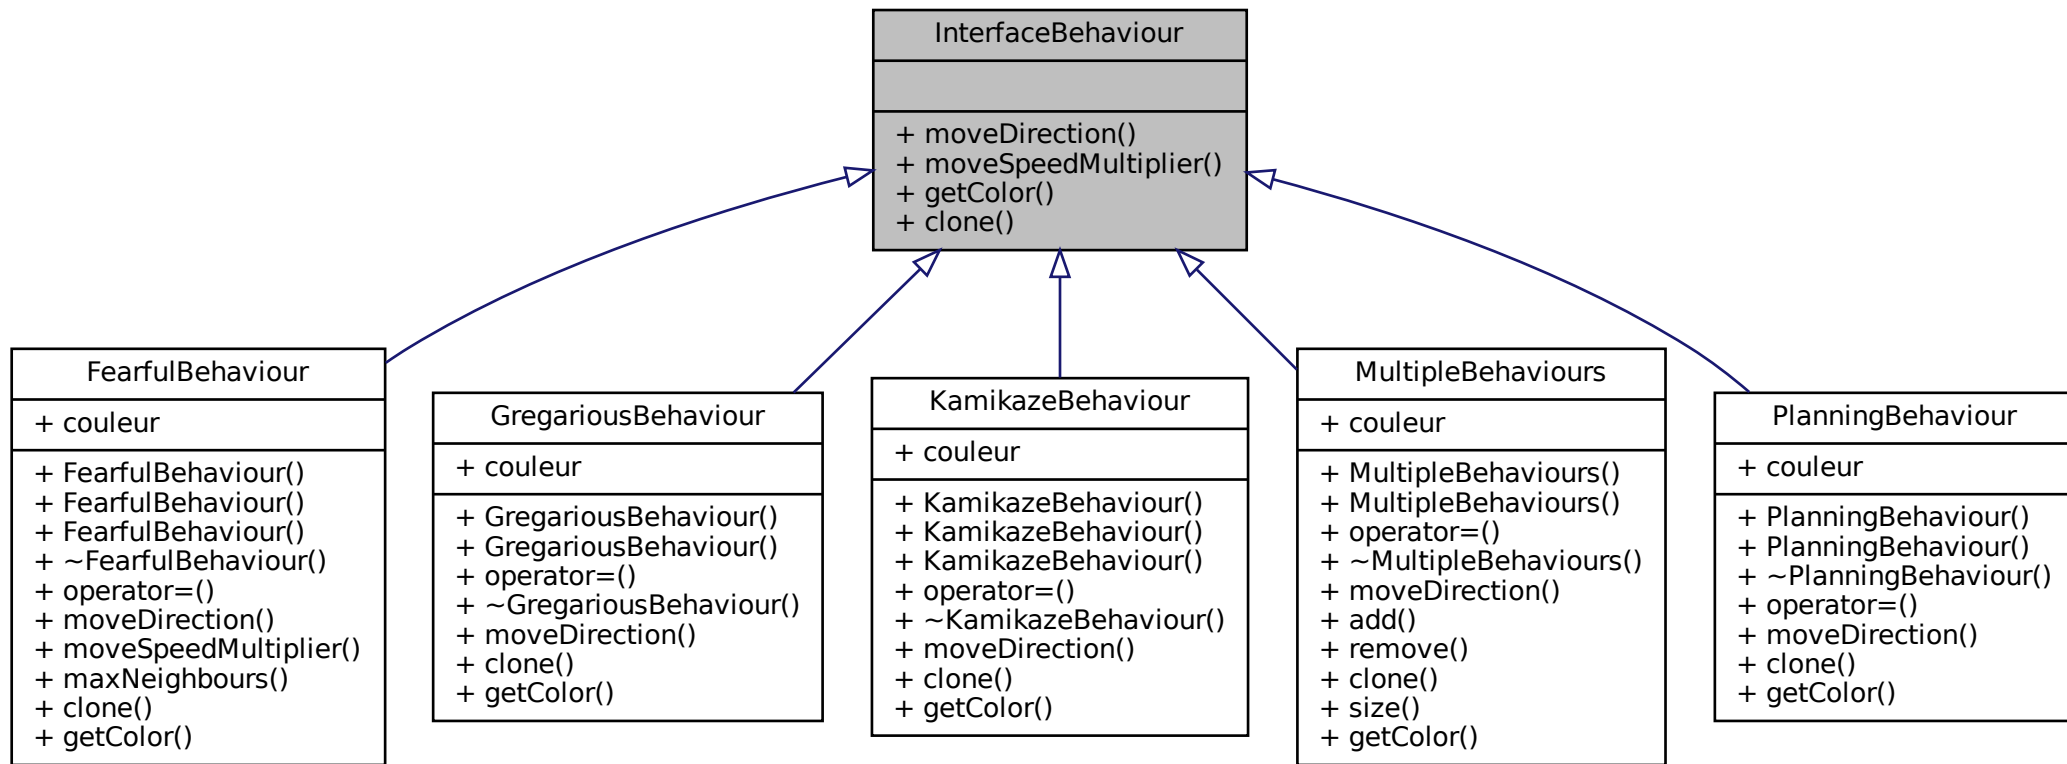 InterfaceBehaviour
+ moveDirection()
+ moveSpeedMultiplier()
+ getColor()
+ clone()
FearfulBehaviour
+ couleur
+ FearfulBehaviour()
+ FearfulBehaviour()
+ FearfulBehaviour()
+ ~FearfulBehaviour()
+ operator=()
+ moveDirection()
+ moveSpeedMultiplier()
+ maxNeighbours()
+ clone()
+ getColor()
GregariousBehaviour
+ couleur
+ GregariousBehaviour()
+ GregariousBehaviour()
+ operator=()
+ ~GregariousBehaviour()
+ moveDirection()
+ clone()
+ getColor()
KamikazeBehaviour
+ couleur
+ KamikazeBehaviour()
+ KamikazeBehaviour()
+ KamikazeBehaviour()
+ operator=()
+ ~KamikazeBehaviour()
+ moveDirection()
+ clone()
+ getColor()
MultipleBehaviours
+ couleur
+ MultipleBehaviours()
+ MultipleBehaviours()
+ operator=()
+ ~MultipleBehaviours()
+ moveDirection()
+ add()
+ remove()
+ clone()
+ size()
+ getColor()
PlanningBehaviour
+ couleur
+ PlanningBehaviour()
+ PlanningBehaviour()
+ ~PlanningBehaviour()
+ operator=()
+ moveDirection()
+ clone()
+ getColor()